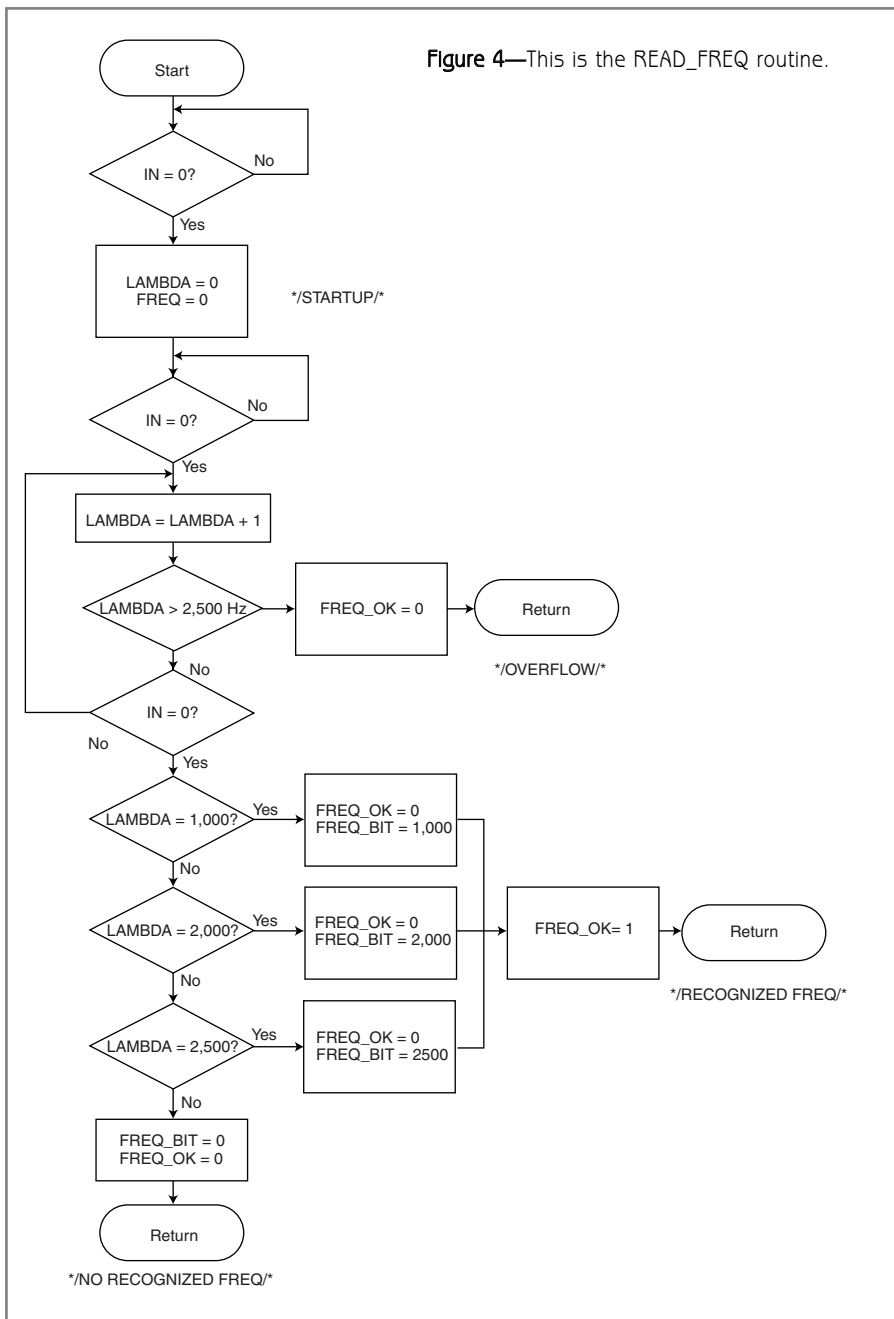 Figure 4—This is the READ_FREQ routine.
Start
IN = 0?
No
Yes
LAMBDA = 0
FREQ = 0
*/STARTUP/*
IN = 0?
No
Yes
LAMBDA = LAMBDA + 1
LAMBDA > 2,500 Hz
FREQ_OK = 0
Return
*/OVERFLOW/*
No
IN = 0?
No
Yes
LAMBDA = 1,000?
Yes
FREQ_OK = 0
FREQ_BIT = 1,000
No
LAMBDA = 2,000?
Yes
FREQ_OK = 0
FREQ_BIT = 2,000
FREQ_OK= 1
Return
*/RECOGNIZED FREQ/*
No
LAMBDA = 2,500?
Yes
FREQ_OK = 0
FREQ_BIT = 2500
No
FREQ_BIT = 0
FREQ_OK = 0
Return
*/NO RECOGNIZED FREQ/*